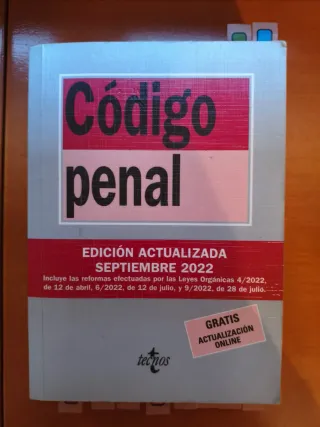 Código
penal
EDICIÓN ACTUALIZADA
SEPTIEMBRE 2022
Incluye las reformas efectuadas por las Leyes Orgánicas 4/2022,
de 12 de abril, 6/2022, de 12 de julio, y 9/2022, de 28 de julio.
GRATIS
ACTUALIZACIÓN
ONLINE
tecnos